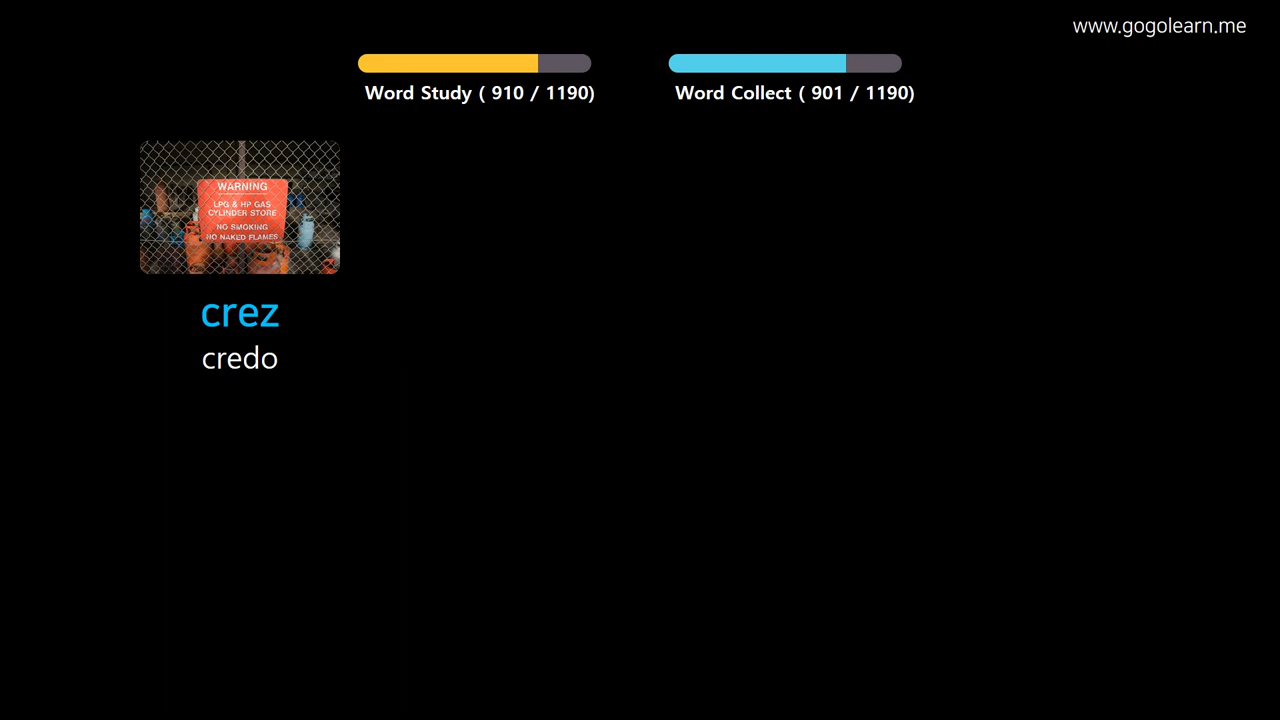 www.gogolearn.me
Word Study ( 910 / 1190)
Word Collect ( 901 / 1190)
WARNING
LPG & HP GAS
CYLINDER STORE
NO SMOKING
NO NAKED FLAMES
crez
credo